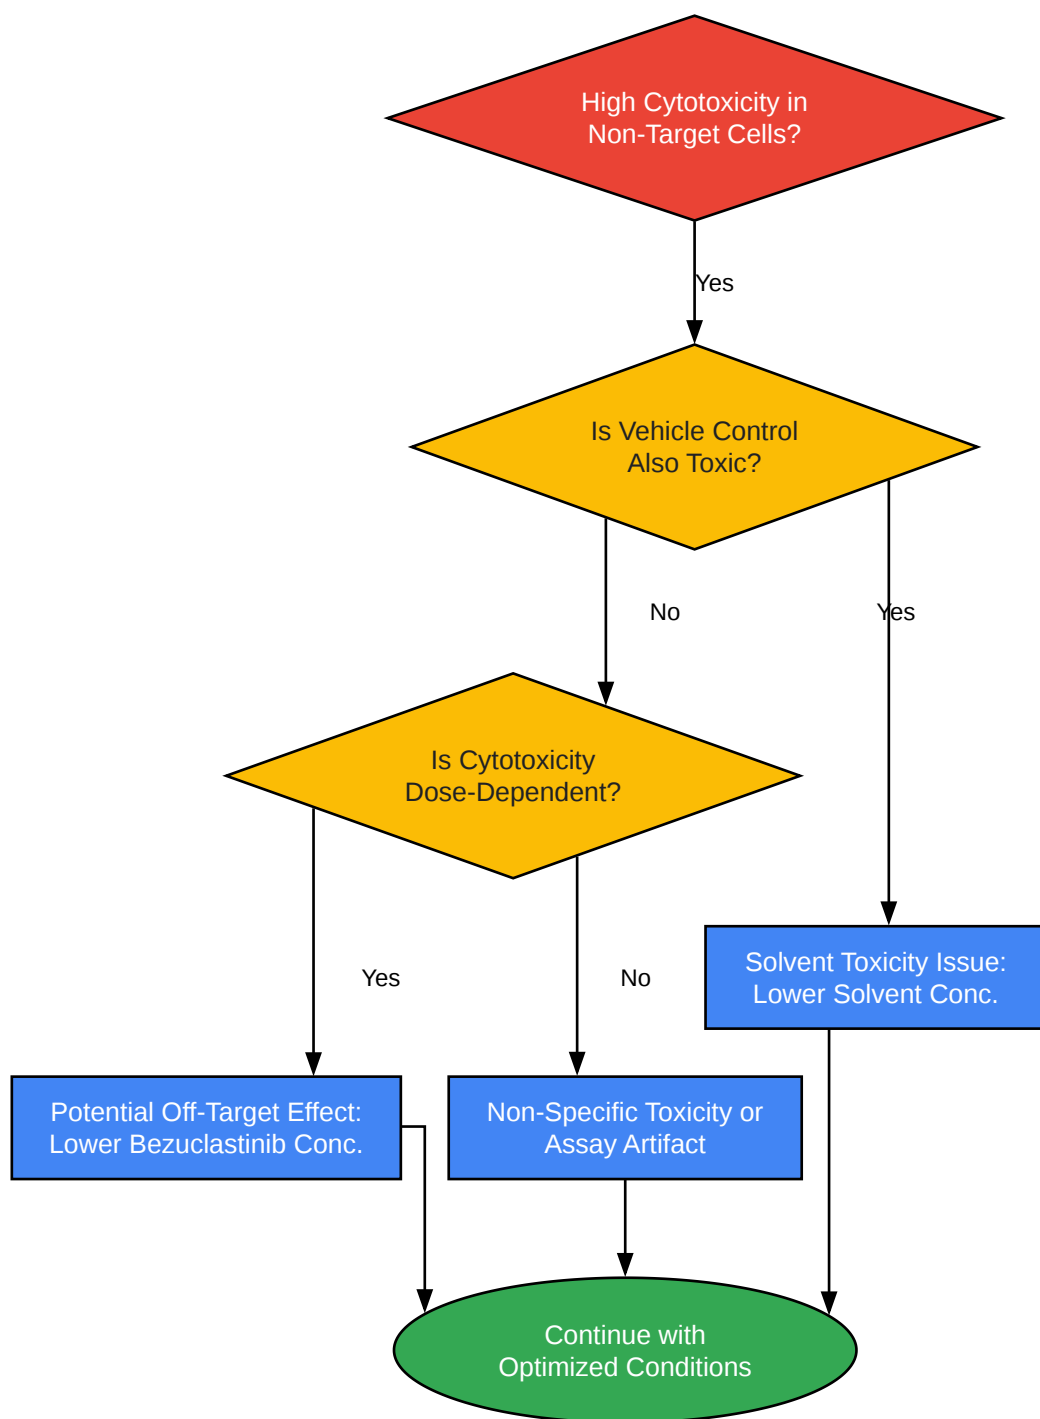 High Cytotoxicity in
Non-Target Cells?
Yes
Is Vehicle Control
Also Toxic?
No
Yes
Is Cytotoxicity
Dose-Dependent?
Yes
No
Solvent Toxicity Issue:
Lower Solvent Conc.
Potential Off-Target Effect:
Lower Bezuclastinib Conc.
Non-Specific Toxicity or
Assay Artifact
Continue with
Optimized Conditions